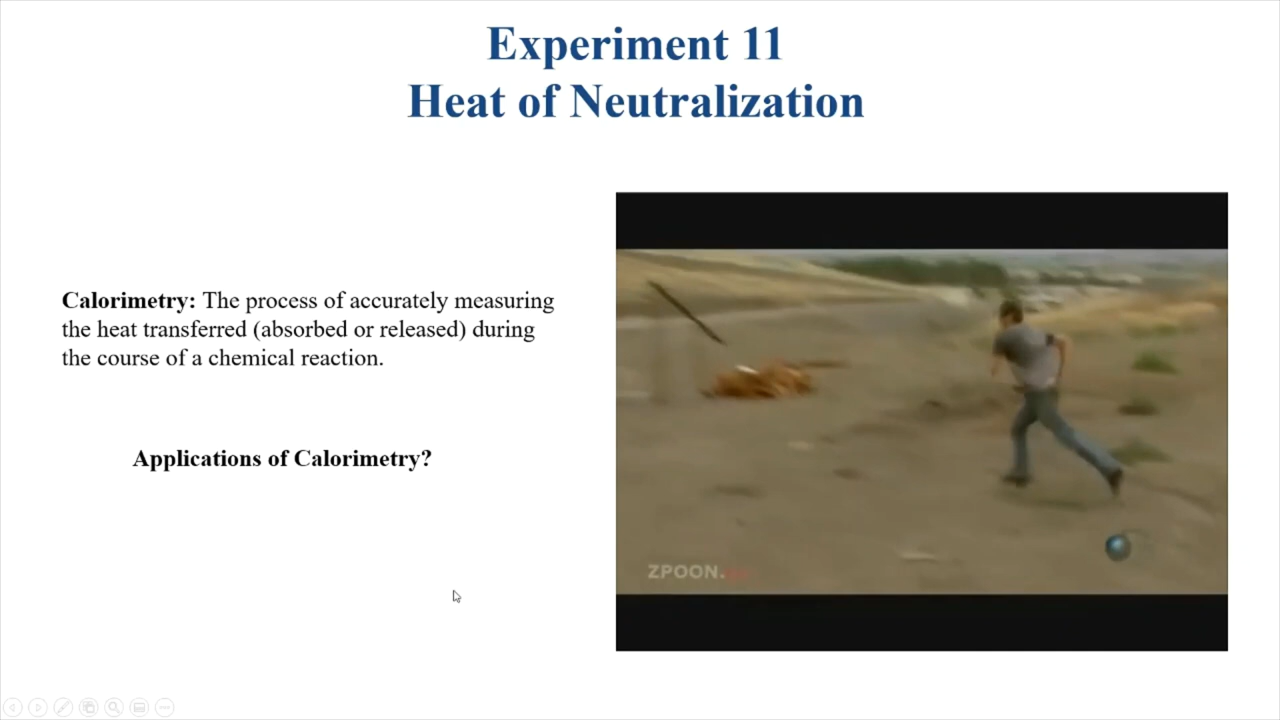 Experiment 11
Heat of Neutralization
Calorimetry: The process of accurately measuring
the heat transferred (absorbed or released) during
the course of a chemical reaction.
Applications of Calorimetry?
ZPOON.